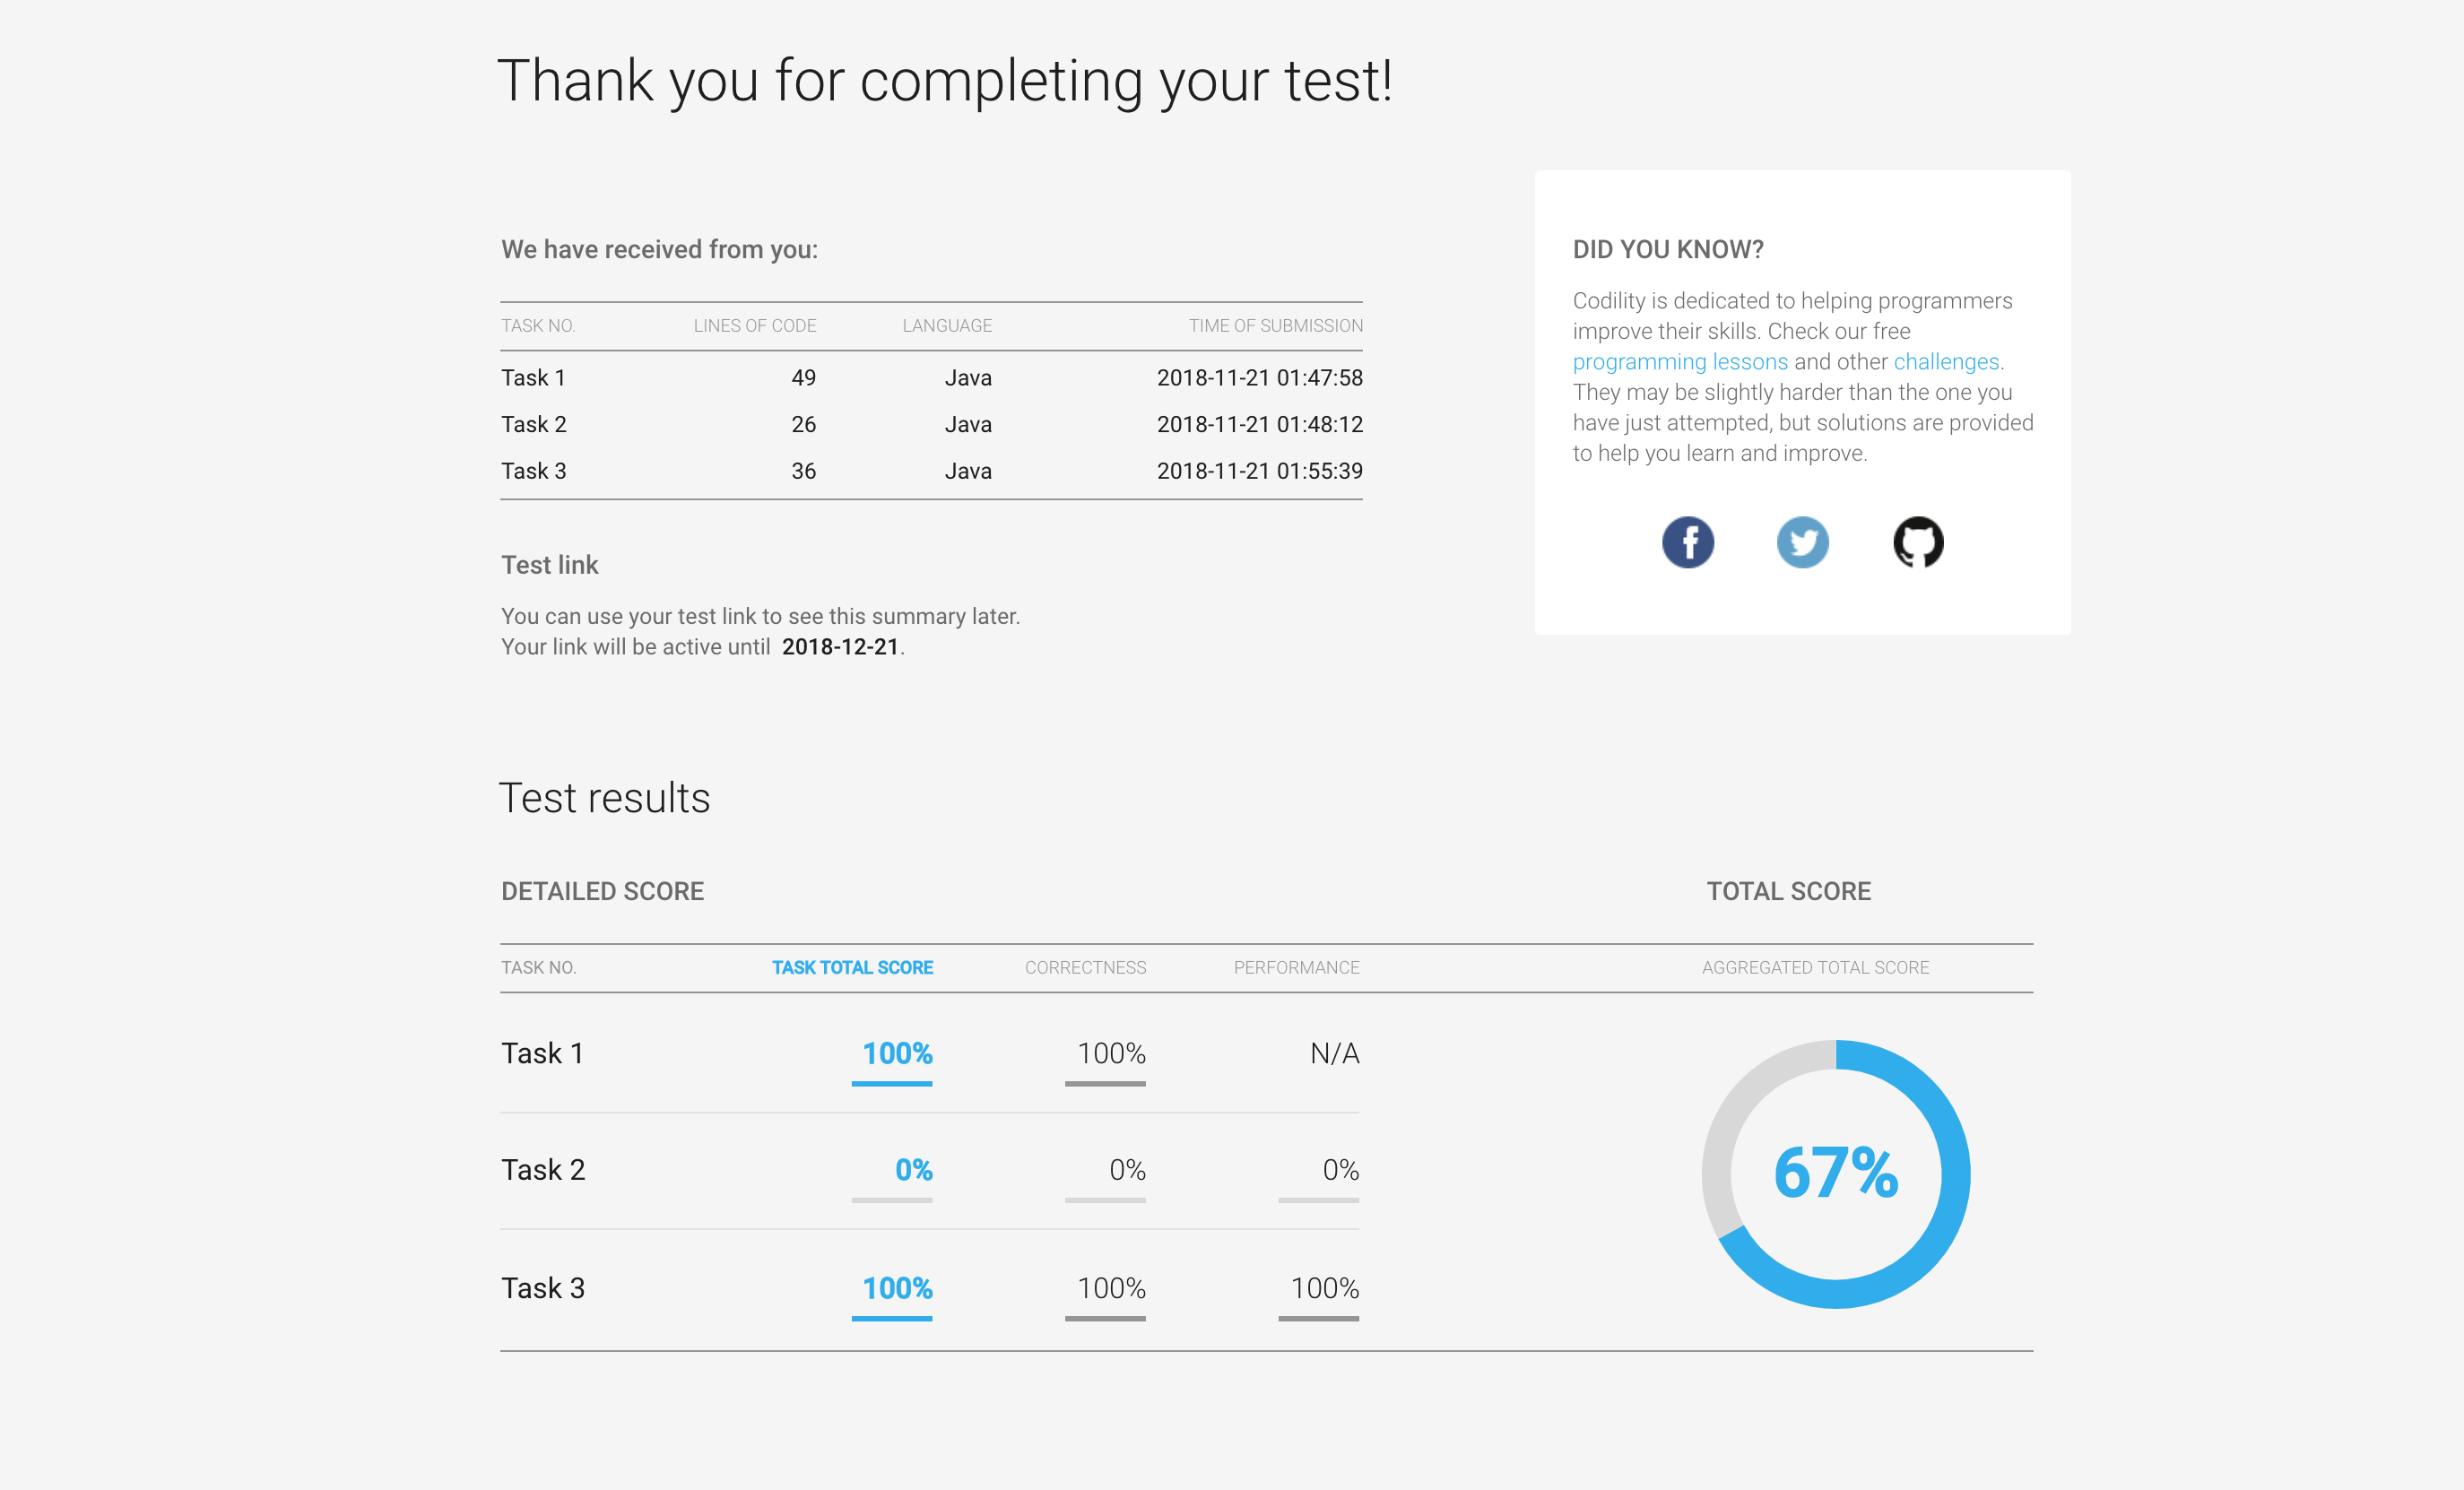 Thank you for completing your test!
We have received from you:
TASK NO. LINES OF CODE LANGUAGE TIME OF SUBMISSION
Task 1 49 Java 2018-11-21 01:47:58
Task 2 26 Java 2018-11-21 01:48:12
Task 3 36 Java 2018-11-21 01:55:39
Test link
You can use your test link to see this summary later.
Your link will be active until 2018-12-21.
DID YOU KNOW?
Codility is dedicated to helping programmers
improve their skills. Check our free
programming lessons and other challenges.
They may be slightly harder than the one you
have just attempted, but solutions are provided
to help you learn and improve.
Test results
DETAILED SCORE TOTAL SCORE
TASK NO. TASK TOTAL SCORE CORRECTNESS PERFORMANCE AGGREGATED TOTAL SCORE
Task 1 100% 100% N/A
Task 2 0% 0% 0%
Task 3 100% 100% 100%
67%